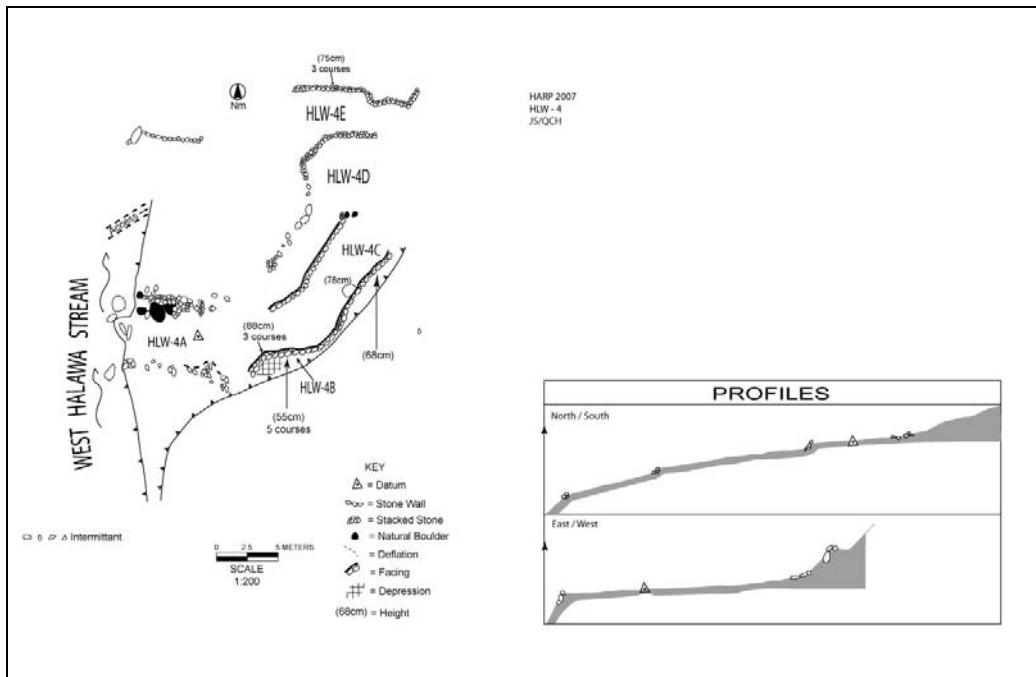 (75cm)
3 courses
Nm
HLW-4E
HARP 2007
HLW - 4
JS/QCH
HLW-4D
HLW-4C
(78cm)
WEST HALAWA STREAM
HLW-4A
(88cm)
3 courses
(68cm)
HLW-4B
(55cm)
5 courses
KEY
= Datum
= Stone Wall
= Stacked Stone
= Natural Boulder
= Deflation
= Facing
= Depression
(68cm) = Height
= Intermittant
0 2.5 5 METERS
SCALE
1:200
PROFILES
North / South
East / West